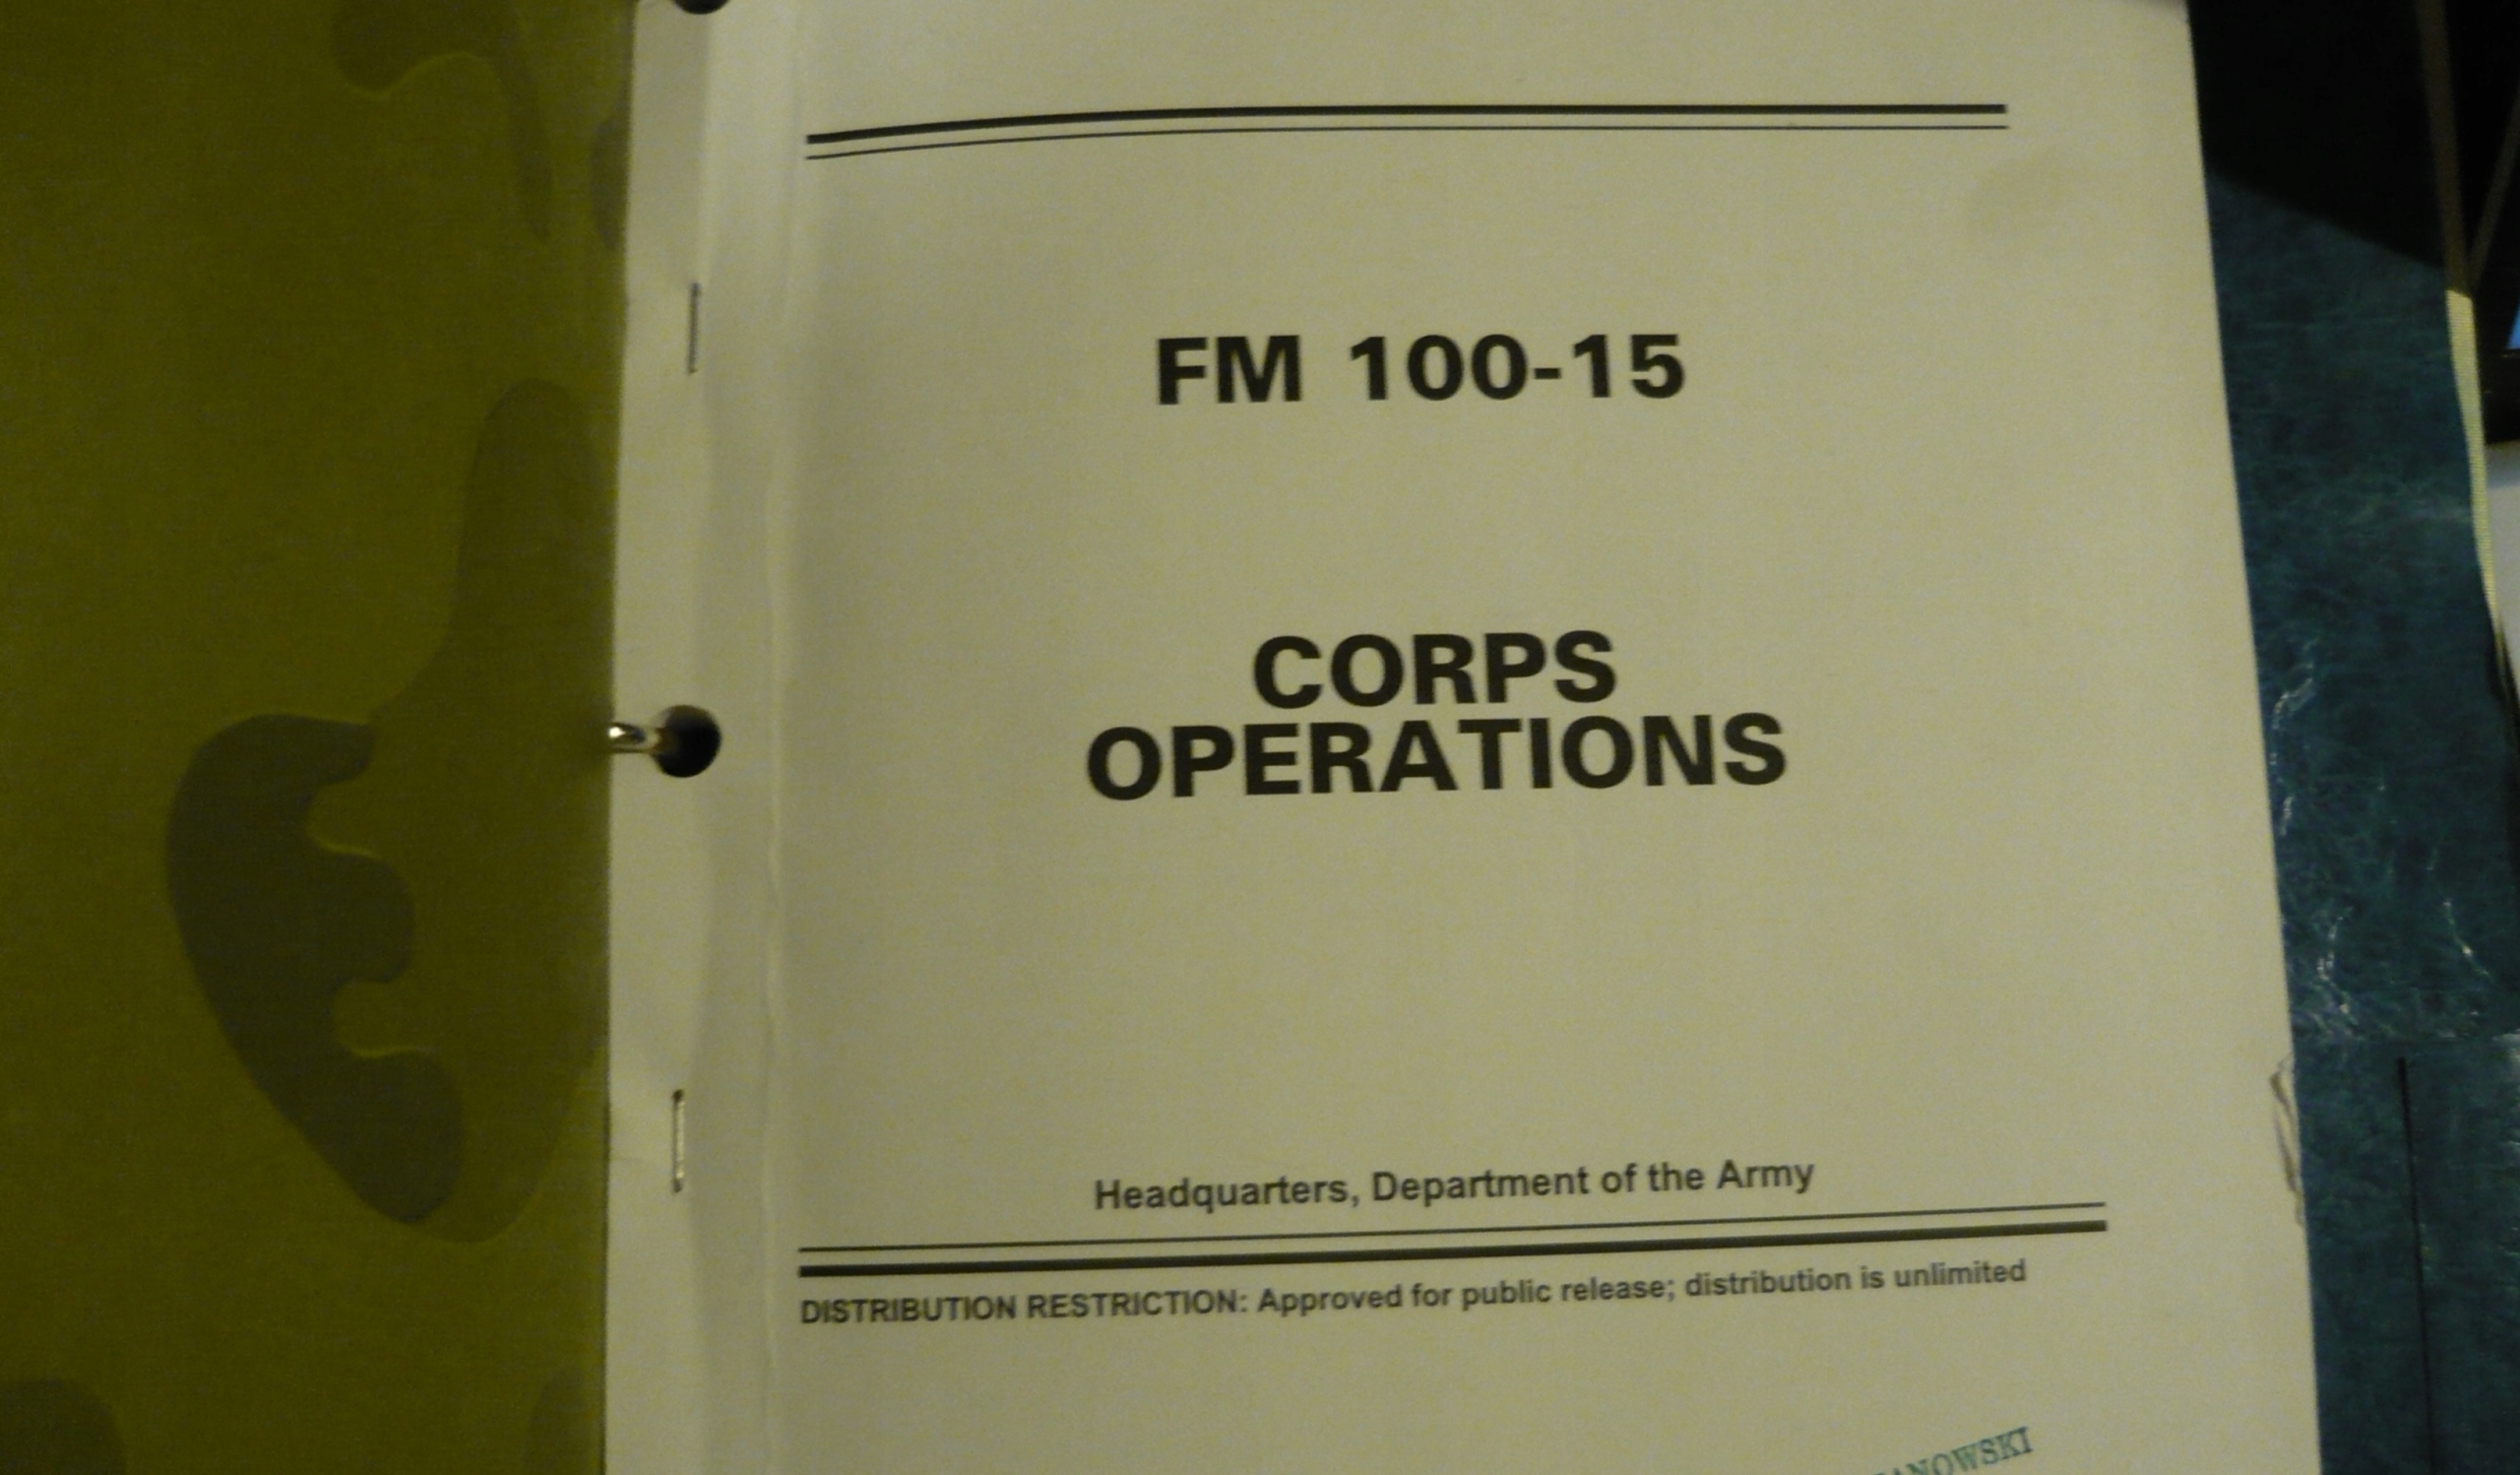 FM 100-15
CORPS
OPERATIONS
Headquarters, Department of the Army
DISTRIBUTION RESTRICTION: Approved for public release; distribution is unlimited